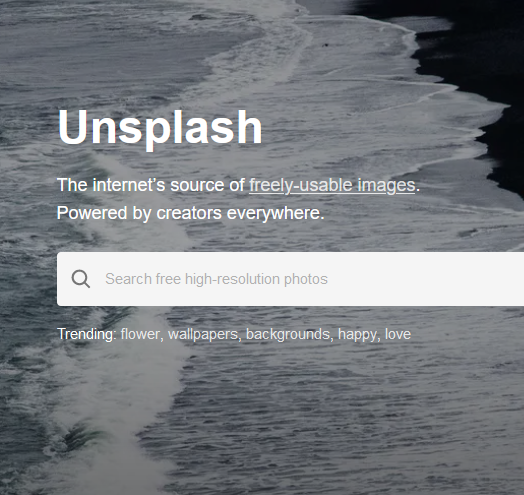 Unsplash
The internet's source of freely-usable images.
Powered by creators everywhere.
Search free high-resolution photos
Trending: flower, wallpapers, backgrounds, happy, love